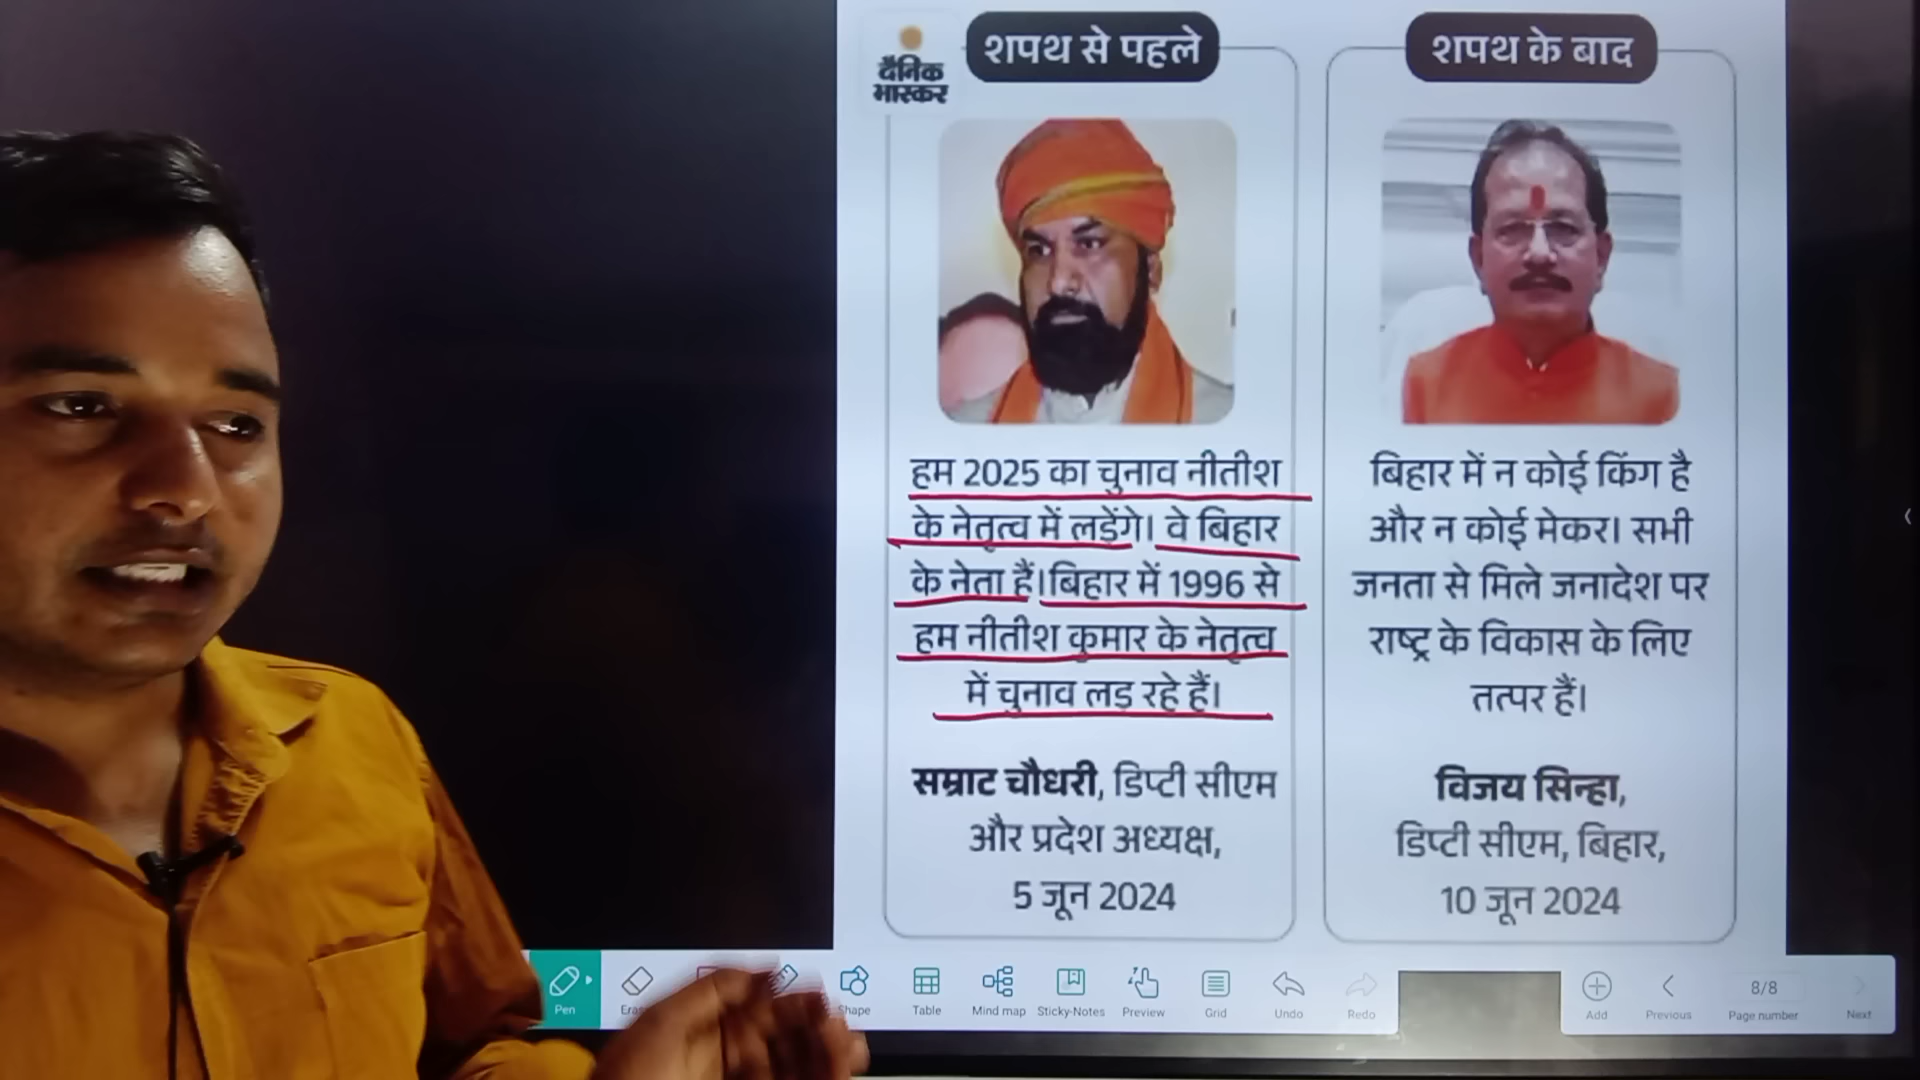 दैनिक
भास्कर
शपथ से पहले
हम 2025 का चुनाव नीतीश
के नेतृत्व में लड़ेंगे। वे बिहार
के नेता हैं।बिहार में 1996 से
हम नीतीश कुमार के नेतृत्व
में चुनाव लड़ रहे हैं।
सम्राट चौधरी, डिप्टी सीएम
और प्रदेश अध्यक्ष,
5 जून 2024
शपथ के बाद
बिहार में न कोई किंग है
और न कोई मेकर। सभी
जनता से मिले जनादेश पर
राष्ट्र के विकास के लिए
तत्पर हैं।
विजय सिन्हा,
डिप्टी सीएम, बिहार,
10 जून 2024
Pen
Shape
Table
Mind map
Sticky-Notes
Preview
Grid
Undo
Redo
Add
Previous
8/8
Page number
Next